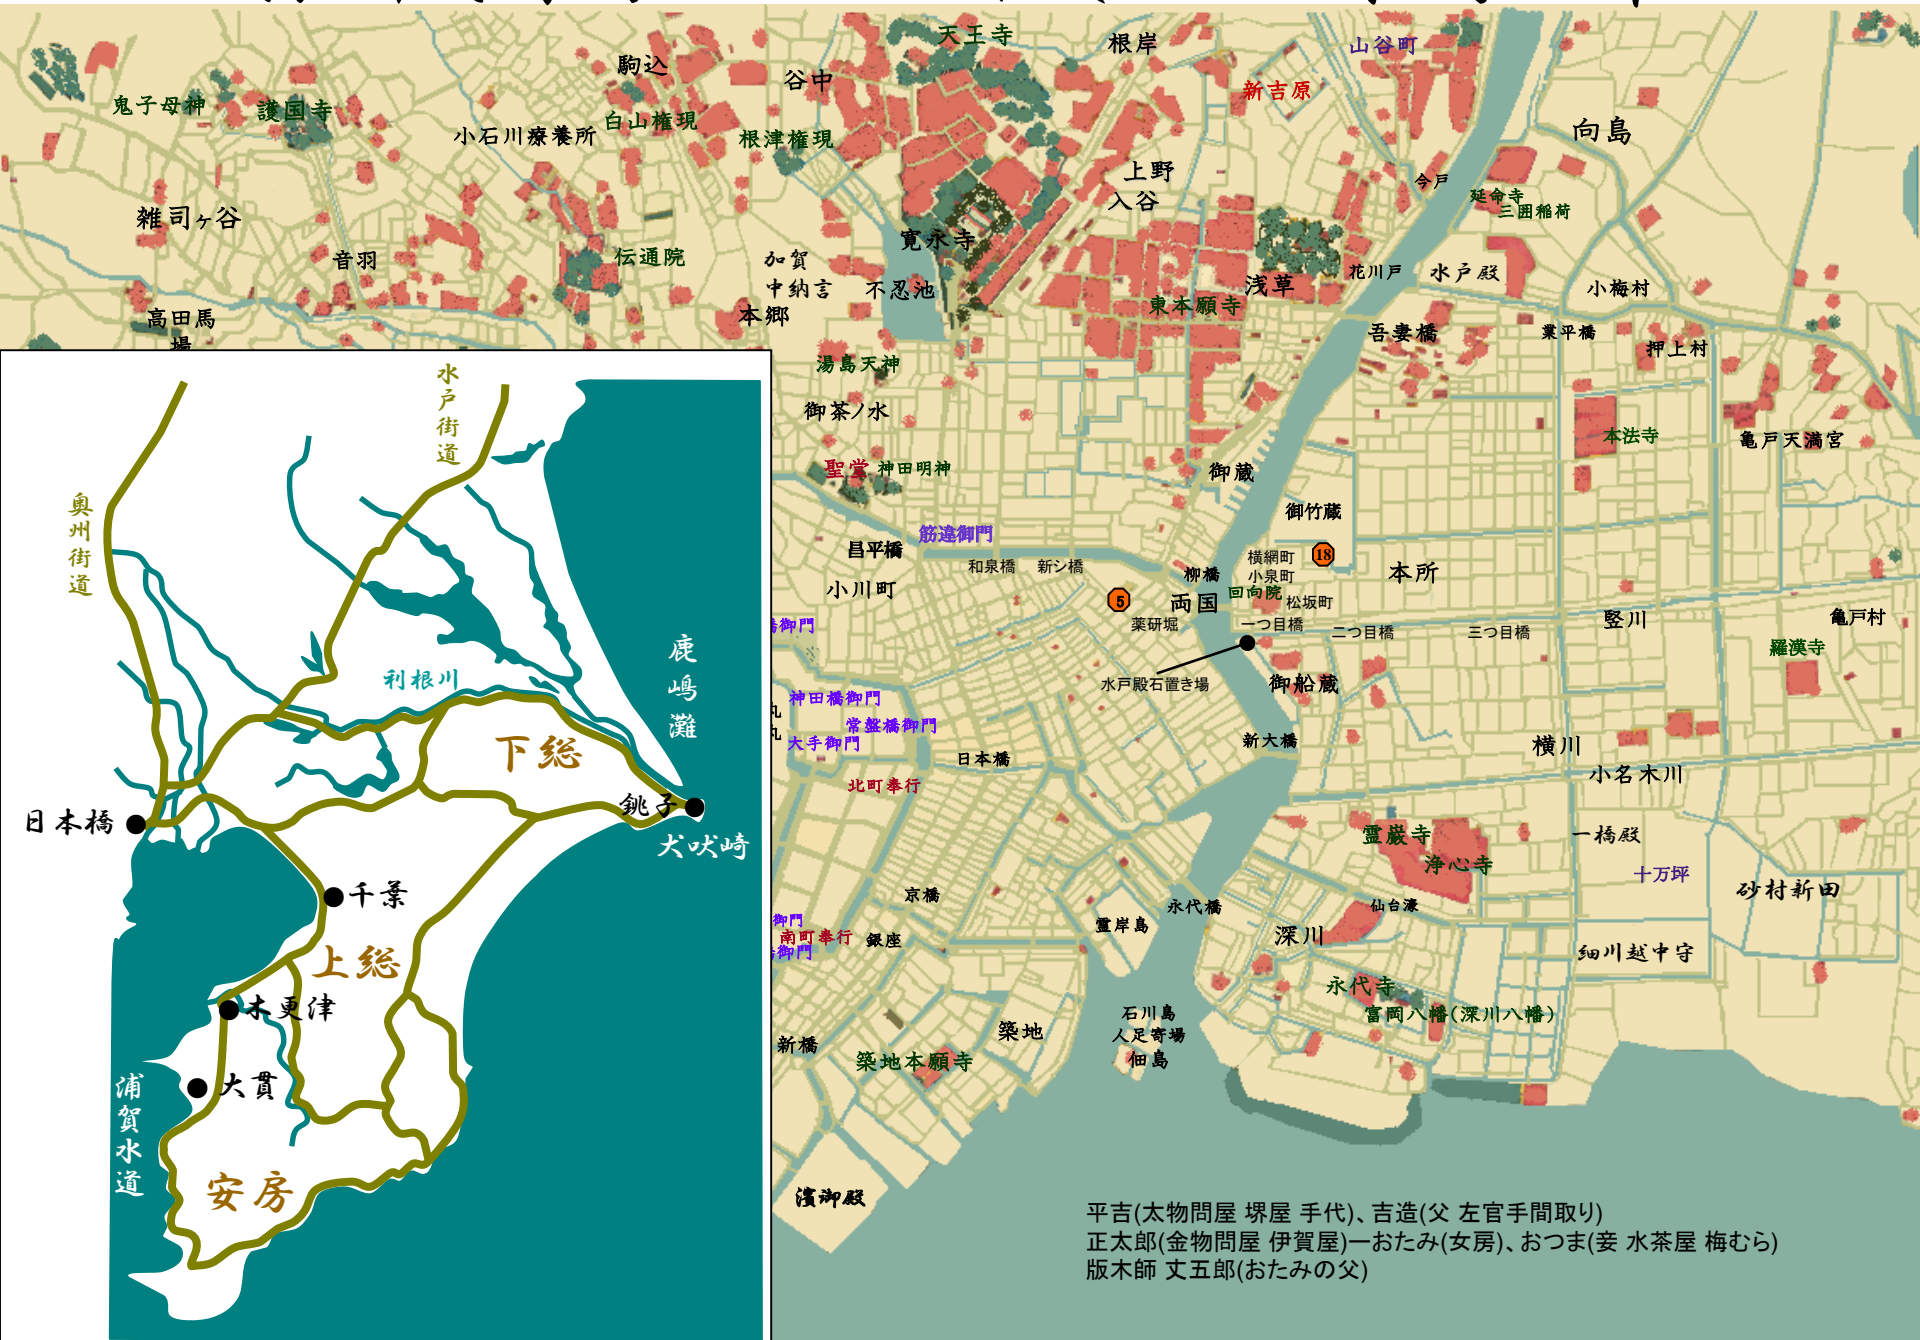 天王寺
根岸
山谷町
駒込
谷中
新吉原
鬼子母神
護国寺
白山権現
小石川療養所
根津権現
向島
上野
入谷
今戸
延命寺
三囲稲荷
雑司ヶ谷
音羽
伝通院
寛永寺
加賀
中納言
不忍池
本郷
浅草
花川戸
水戸殿
小梅村
東本願寺
高田馬
場
吾妻橋
業平橋
押上村
湯島天神
御茶ノ水
本法寺
亀戸天満宮
聖堂
神田明神
御蔵
御竹蔵
筋違御門
昌平橋
和泉橋
新シ橋
横網町
18
小泉町
本所
柳橋
回向院
小川町
5
両国
松坂町
薬研堀
一つ目橋
二つ目橋
三つ目橋
竪川
亀戸村
羅漢寺
御門
水戸殿石置き場
御船蔵
神田橋御門
丸
丸
常盤橋御門
大手御門
日本橋
新大橋
横川
小名木川
北町奉行
霊巌寺
浄心寺
一橋殿
十万坪
砂村新田
京橋
永代橋
仙台濠
霊岸島
御門
南町奉行
銀座
御門
深川
細川越中守
永代寺
富岡八幡(深川八幡)
石川島
人足寄場
佃島
築地
新橋
築地本願寺
濱御殿
水戸街道
奥州街道
利根川
鹿嶋灘
下総
銚子
犬吠崎
日本橋
千葉
上総
木更津
大貫
浦賀水道
安房
平吉(太物問屋 堺屋 手代)、吉造(父 左官手間取り)
正太郎(金物問屋 伊賀屋)ーおたみ(女房)、おつま(妾 水茶屋 梅むら)
版木師 丈五郎(おたみの父)